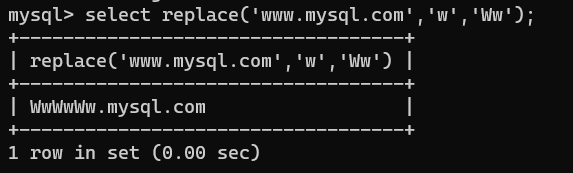 mysql> select replace('www.mysql.com','w','Ww');
+----------------------------------+
| replace('www.mysql.com','w','Ww') |
+----------------------------------+
| WwWwWw.mysql.com                 |
+----------------------------------+
1 row in set (0.00 sec)